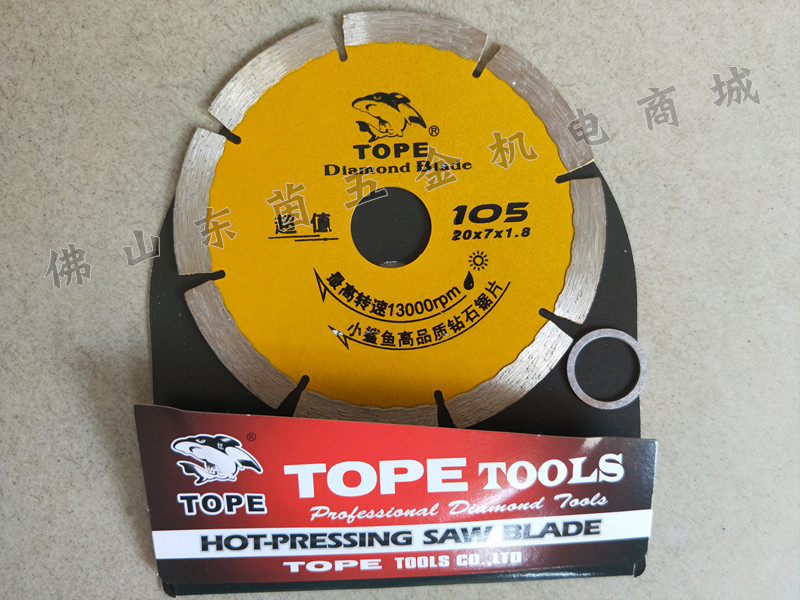 TOPE
®
Diamond Blade
超值
105
20x7x1.8
最高转速13000rpm
小鲨鱼高品质钻石锯片
佛山东茵五金机电商城
®
TOPE
TOPE TOOLS
Professional Diamond Tools
HOT-PRESSING SAW BLADE
TOPE TOOLS CO.,LTD